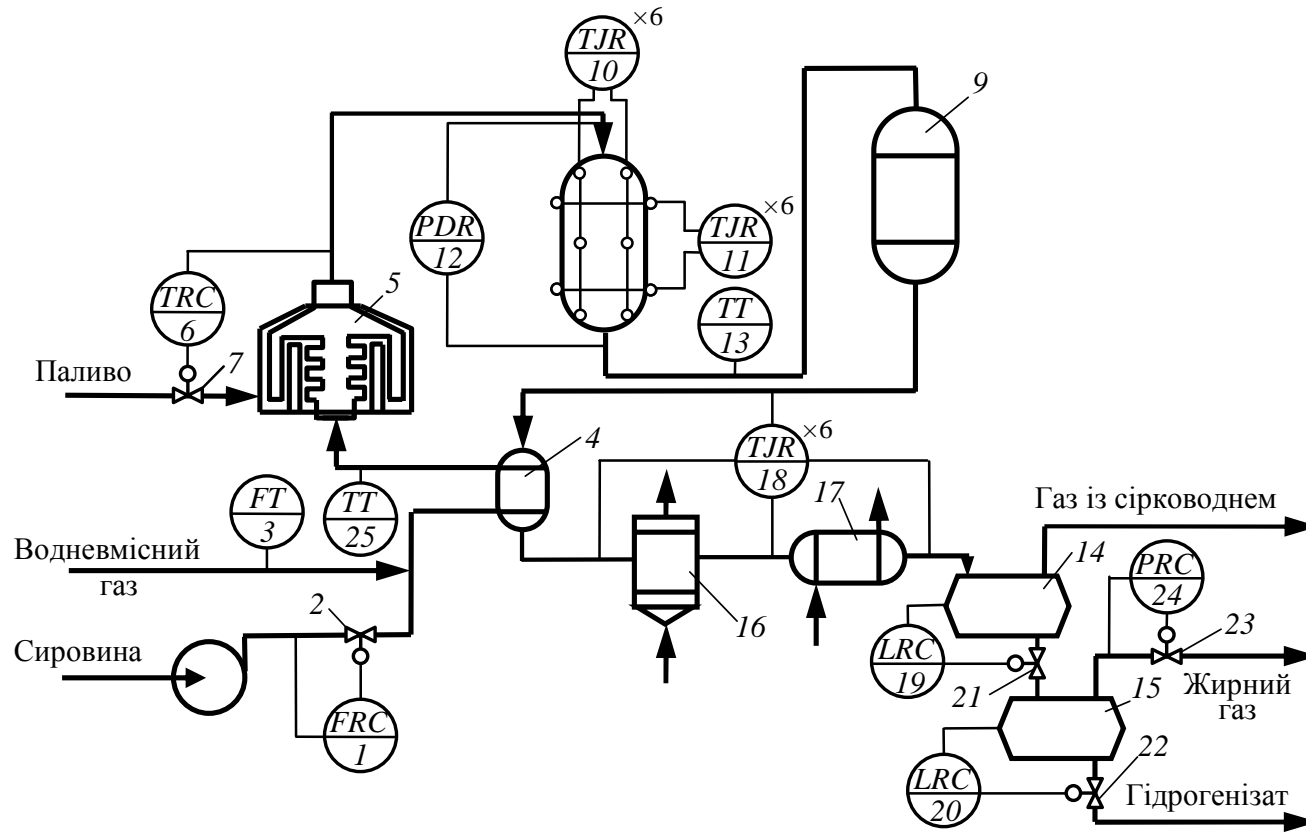 ×6
TJR
10
9
PDR
12
×6
TJR
11
TRC
6
5
TT
13
7
Паливо
4
×6
TJR
18
FT
3
TT
25
17
Газ із сірководнем
Водневмісний
газ
14
PRC
24
2
16
23
Сировина
LRC
19
21
15
Жирний
газ
FRC
1
22
LRC
20
Гідрогенізат